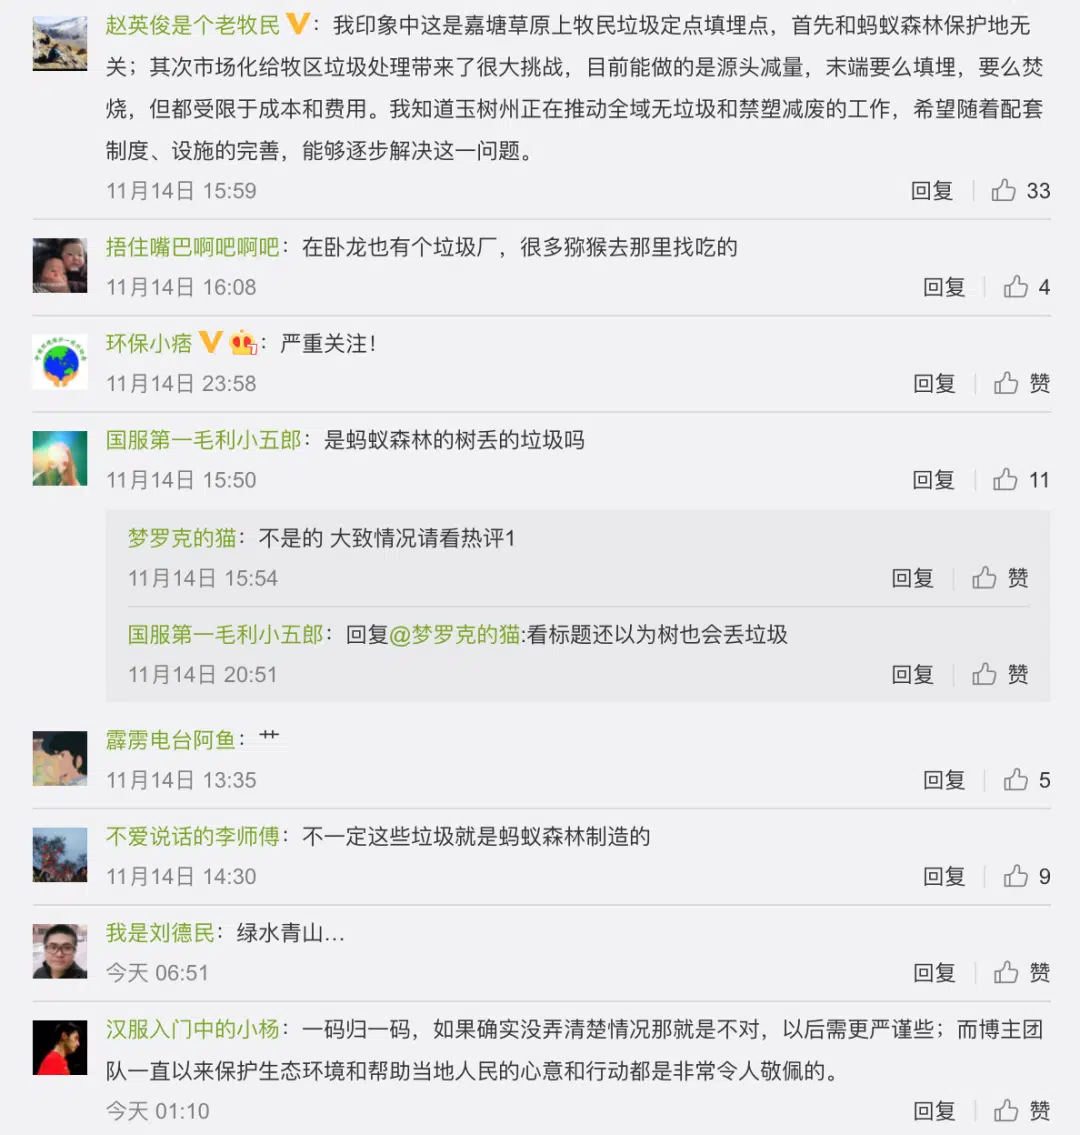 赵英俊是个老牧民：我印象中这是嘉塘草原上牧民垃圾定点填埋点，首先和蚂蚁森林保护地无
关；其次市场化给牧区垃圾处理带来了很大挑战，目前能做的是源头减量，末端要么填埋，要么焚
烧，但都受限于成本和费用。我知道玉树州正在推动全域无垃圾和禁塑减废的工作，希望随着配套
制度、设施的完善，能够逐步解决这一问题。
11月14日 15:59 回复 33
捂住嘴巴啊吧啊吧：在卧龙也有个垃圾厂，很多猕猴去那里找吃的
11月14日 16:08 回复 4
环保小痞：严重关注！
11月14日 23:58 回复 赞
国服第一毛利小五郎：是蚂蚁森林的树丢的垃圾吗
11月14日 15:50 回复 11
梦罗克的猫：不是的 大致情况请看热评1
11月14日 15:54 回复 赞
国服第一毛利小五郎：回复@梦罗克的猫:看标题还以为树也会丢垃圾
11月14日 20:51 回复 赞
霹雳电台阿鱼：艹
11月14日 13:35 回复 5
不爱说话的李师傅：不一定这些垃圾就是蚂蚁森林制造的
11月14日 14:30 回复 9
我是刘德民：绿水青山...
今天 06:51 回复 赞
汉服入门中的小杨：一码归一码，如果确实没弄清楚情况那就是不对，以后需更严谨些；而博主团
队一直以来保护生态环境和帮助当地人民的心意和行动都是非常令人敬佩的。
今天 01:10 回复 赞